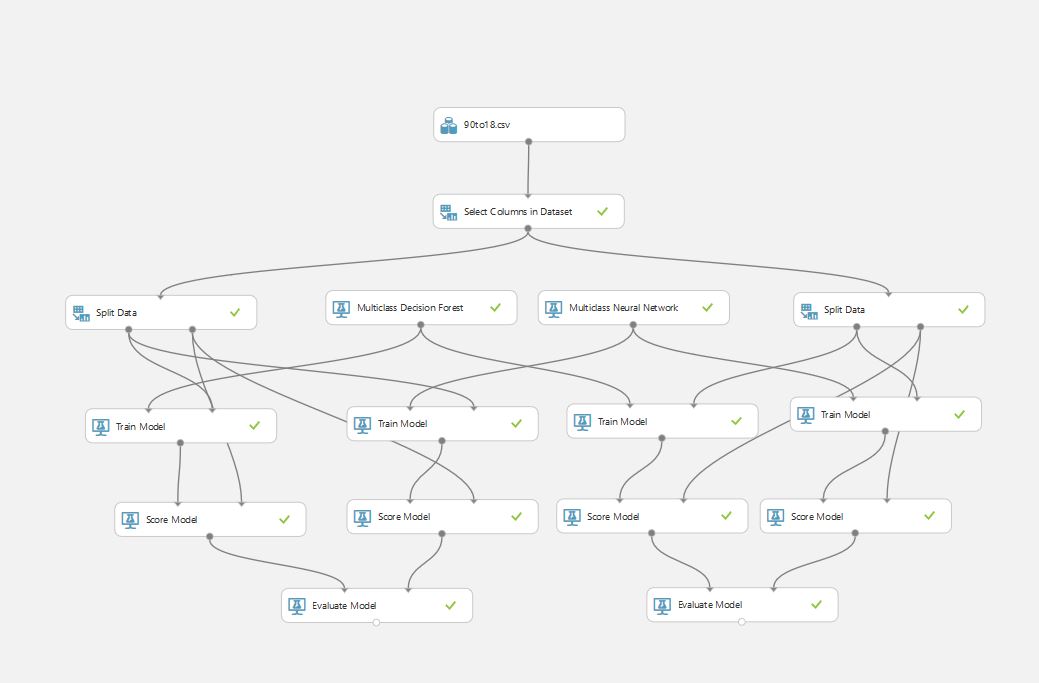 90to18.csv
Select Columns in Dataset
Split Data
Multiclass Decision Forest
Multiclass Neural Network
Split Data
Train Model
Train Model
Train Model
Train Model
Score Model
Score Model
Score Model
Score Model
Evaluate Model
Evaluate Model